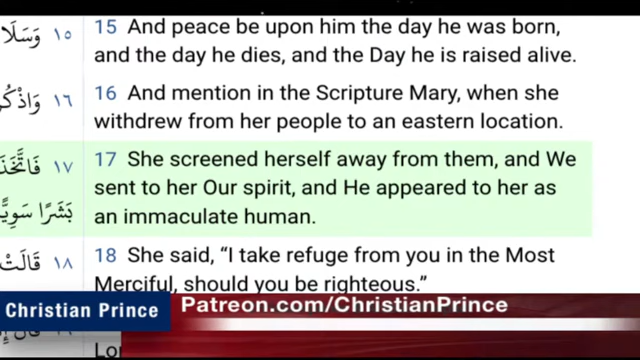 وَسَلَا ١٥ 15 And peace be upon him the day he was born,
and the day he dies, and the Day he is raised alive.
وَاذْكُ ١٦ 16 And mention in the Scripture Mary, when she
withdrew from her people to an eastern location.
فَاتَّخَذَ ١٧ 17 She screened herself away from them, and We
sent to her Our spirit, and He appeared to her as
بَشَرًا سَوِيًّ an immaculate human.
قَالَتْ ١٨ 18 She said, “I take refuge from you in the Most
Merciful, should you be righteous.”
Christian Prince
Patreon.com/ChristianPrince